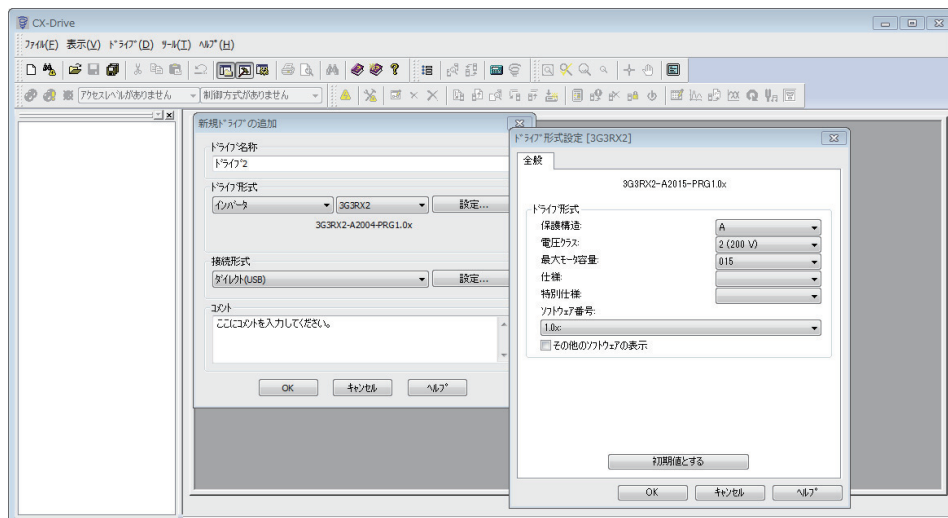 CX-Drive
ファイル(F) 表示(V) ドライブ(D) ツール(T) ヘルプ(H)
アクセスレベルがありません 制御方式がありません
新規ドライブの追加
ドライブ名称
ドライブ2
ドライブ形式
インバータ 3G3RX2 設定...
3G3RX2-A2004-PRG1.0x
接続形式
ダイレクト(USB) 設定...
コメント
ここにコメントを入力してください。
OK キャンセル ヘルプ
ドライブ形式設定 [3G3RX2]
全般
3G3RX2-A2015-PRG1.0x
ドライブ形式
保護構造: A
電圧クラス: 2 (200 V)
最大モータ容量: 015
仕様:
特別仕様:
ソフトウェア番号:
1.0x:
その他のソフトウェアの表示
初期値とする
OK キャンセル ヘルプ